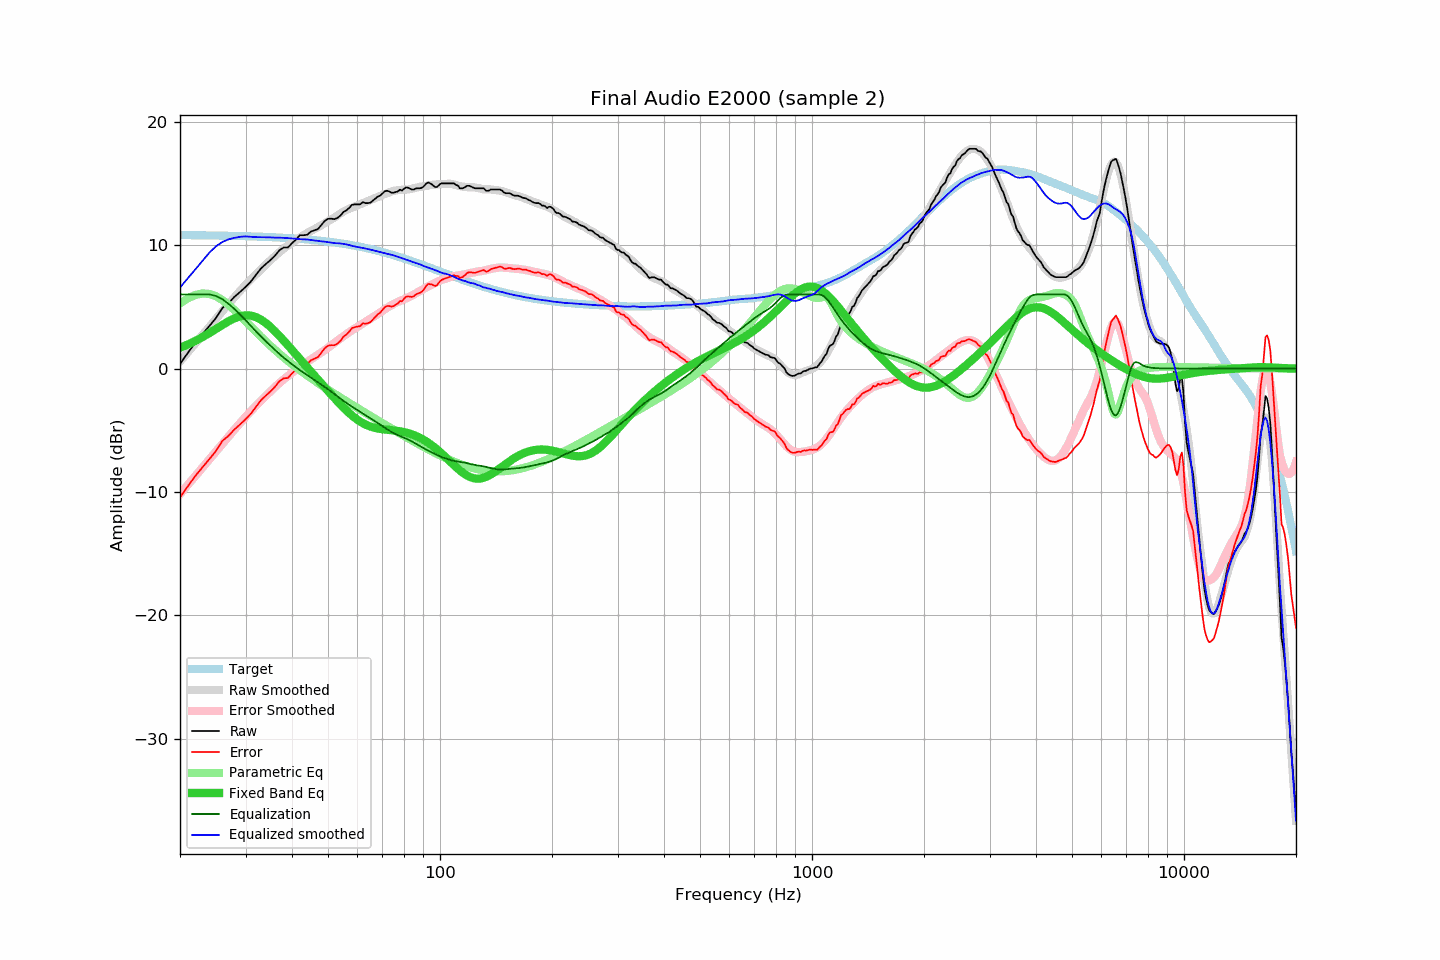 Final Audio E2000 (sample 2)
20
10
0
−10
−20
−30
Amplitude (dBr)
Target
Raw Smoothed
Error Smoothed
Raw
Error
Parametric Eq
Fixed Band Eq
Equalization
Equalized smoothed
100 1000 10000
Frequency (Hz)